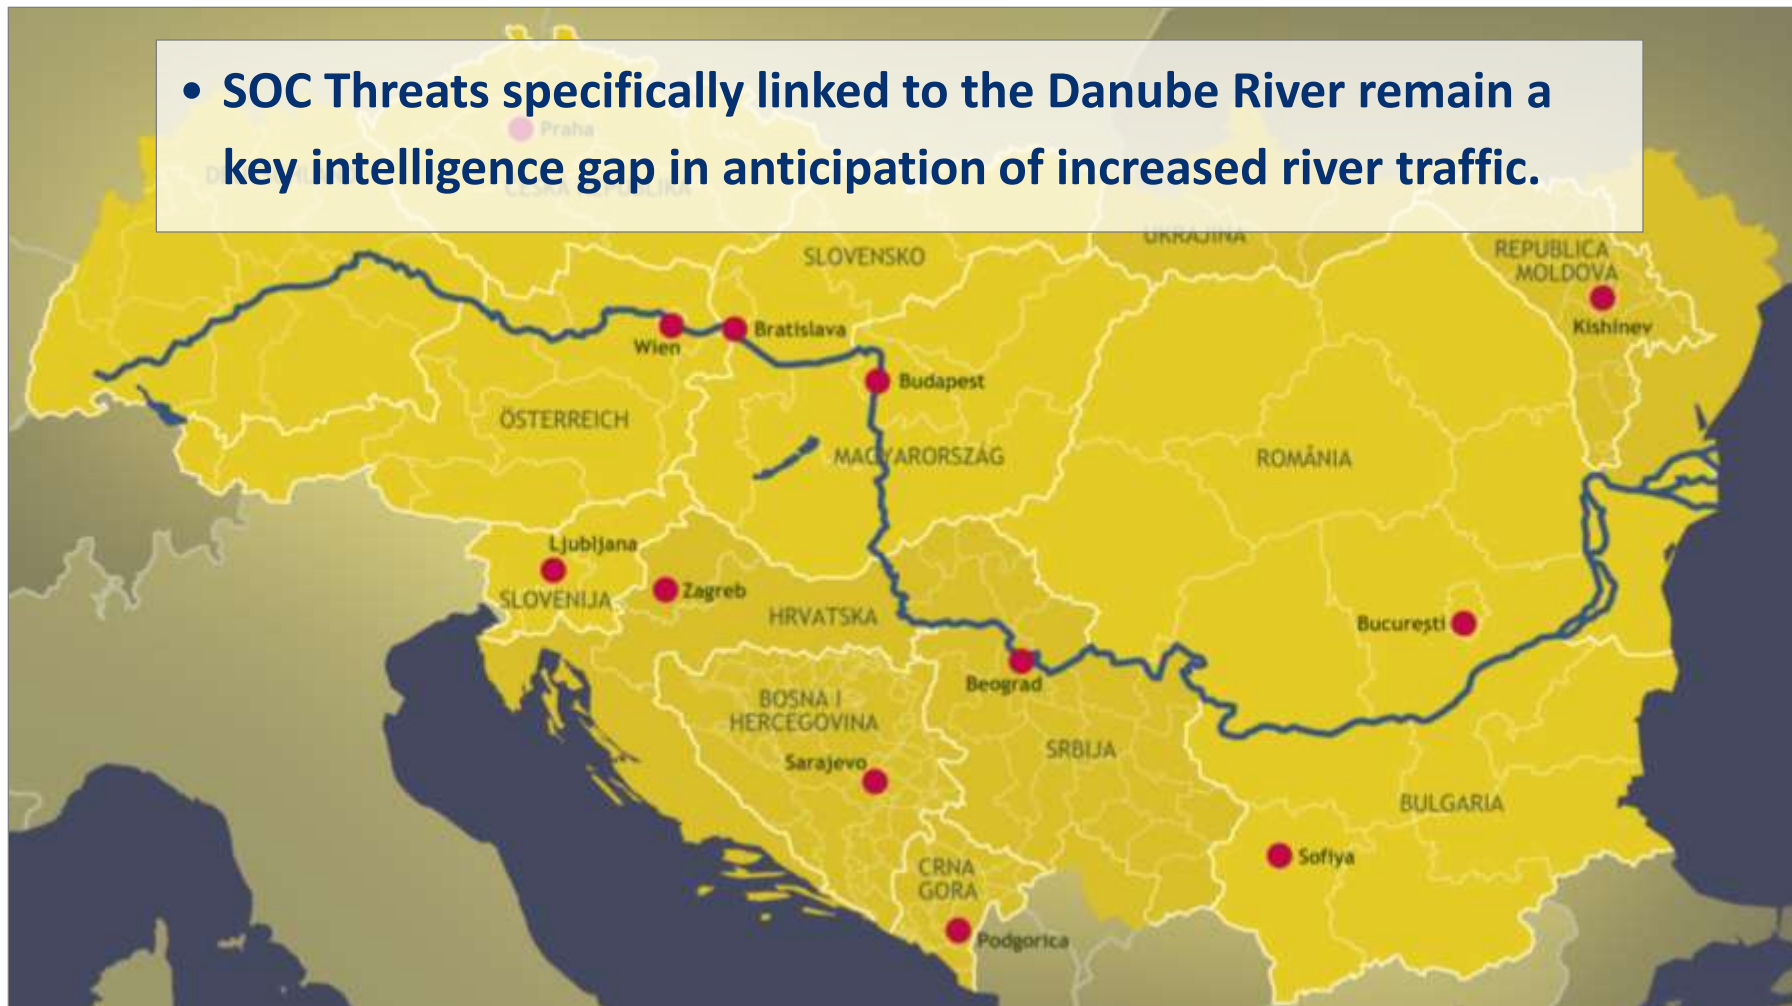 • SOC Threats specifically linked to the Danube River remain a
key intelligence gap in anticipation of increased river traffic.
Praha
ČESKÁ REPUBLIKA
SLOVENSKO
UKRAJINA
REPUBLICA
MOLDOVA
Kishinev
Wien
Bratislava
Budapest
ÖSTERREICH
MAGYARORSZÁG
ROMÂNIA
Ljubljana
SLOVENIJA
Zagreb
HRVATSKA
București
Beograd
BOSNA I
HERCEGOVINA
Sarajevo
SRBIJA
BULGARIA
Sofiya
CRNA
GORA
Podgorica